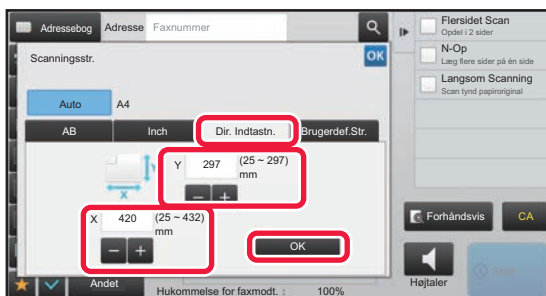 Adressebog Adresse Faxnummer
Scanningsstr. OK
Auto A4
AB Inch Dir. Indtastn. Brugerdef.Str.
Y 297 (25 ~ 297)
mm
Y
X
X 420 (25 ~ 432)
mm
OK
Andet Hukommelse for faxmodt. : 100%
Flersidet Scan
Opdel i 2 sider
N-Op
Læg flere sider på én side
Langsom Scanning
Scan tynd papiroriginal
Forhåndsvis CA
Højtaler Start